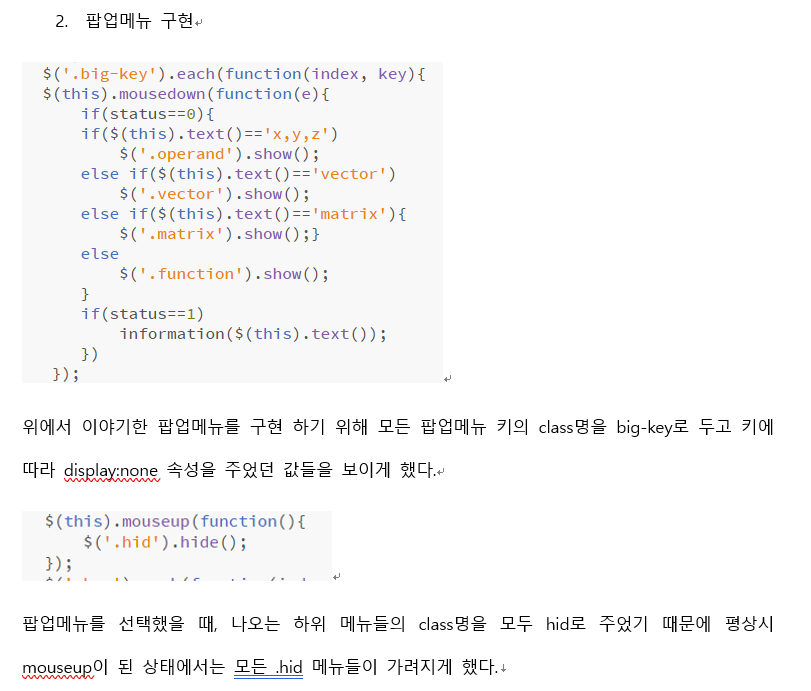 2. 팝업메뉴 구현
$('.big-key').each(function(index, key){
$(this).mousedown(function(e){
if(status==0){
if($(this).text()=='x,y,z')
$('.operand').show();
else if($(this).text()=='vector')
$('.vector').show();
else if($(this).text()=='matrix'){
$('.matrix').show();}
else
$('.function').show();
}
if(status==1)
information($(this).text());
})
});
위에서 이야기한 팝업메뉴를 구현 하기 위해 모든 팝업메뉴 키의 class명을 big-key로 두고 키에
따라 display:none 속성을 주었던 값들을 보이게 했다.
$(this).mouseup(function(){
$('.hid').hide();
});
팝업메뉴를 선택했을 때, 나오는 하위 메뉴들의 class명을 모두 hid로 주었기 때문에 평상시
mouseup이 된 상태에서는 모든 .hid 메뉴들이 가려지게 했다.